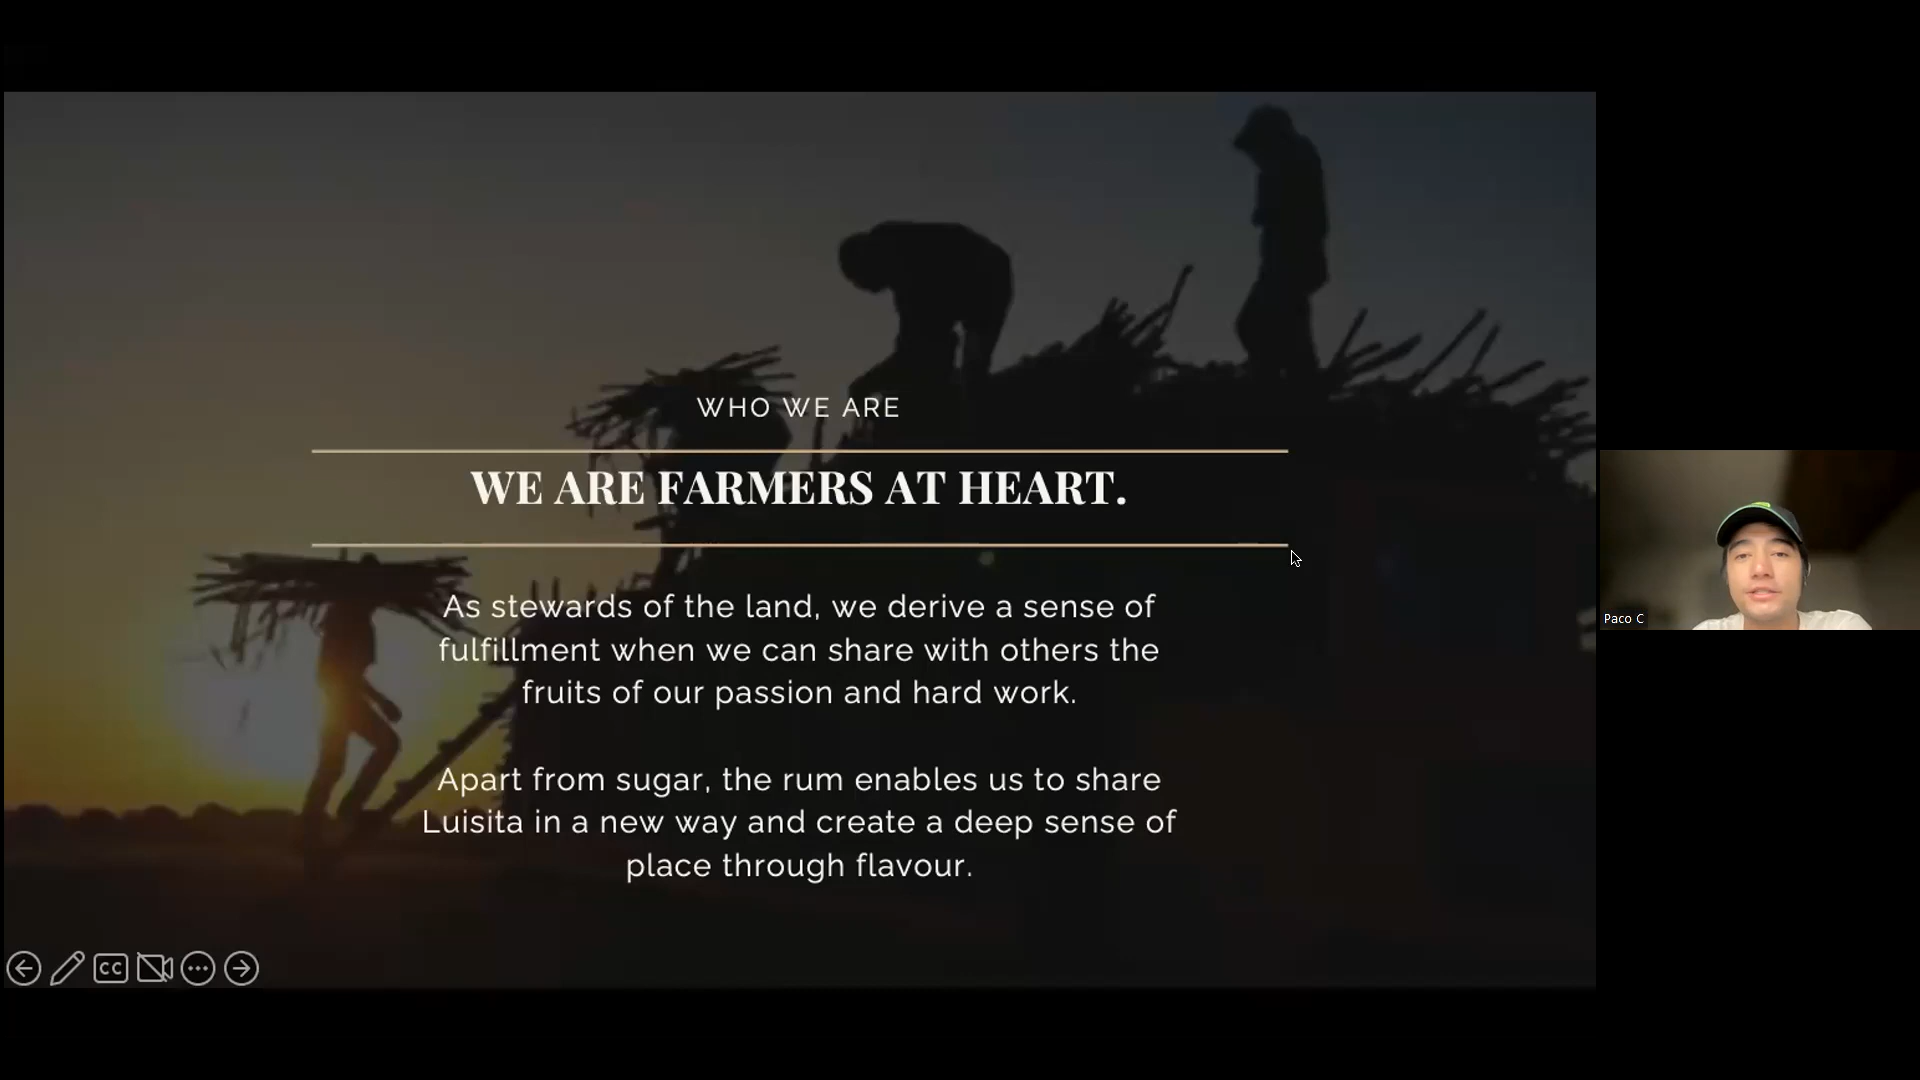 WHO WE ARE
WE ARE FARMERS AT HEART.
As stewards of the land, we derive a sense of
fulfillment when we can share with others the
fruits of our passion and hard work.
Apart from sugar, the rum enables us to share
Luisita in a new way and create a deep sense of
place through flavour.
CC
Paco C